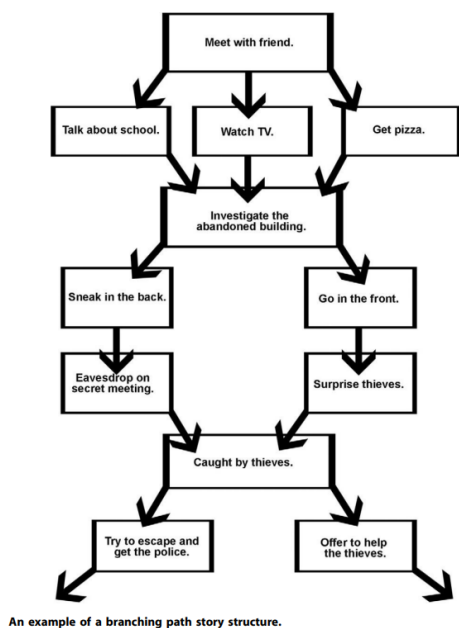 Meet with friend.
Talk about school.
Watch TV.
Get pizza.
Investigate the
abandoned building.
Sneak in the back.
Go in the front.
Eavesdrop on
secret meeting.
Surprise thieves.
Caught by thieves.
Try to escape and
get the police.
Offer to help
the thieves.
An example of a branching path story structure.